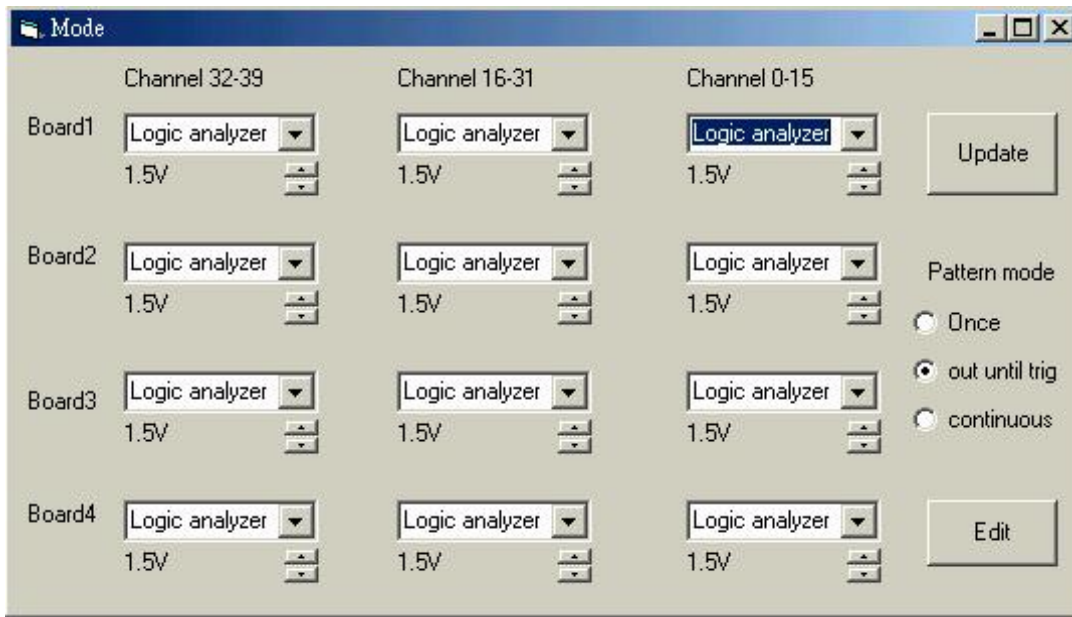 Mode
Channel 32-39 Channel 16-31 Channel 0-15
Board1 Logic analyzer Logic analyzer Logic analyzer
1.5V 1.5V 1.5V
Update
Board2 Logic analyzer Logic analyzer Logic analyzer
1.5V 1.5V 1.5V
Pattern mode
Once
out until trig
continuous
Board3 Logic analyzer Logic analyzer Logic analyzer
1.5V 1.5V 1.5V
Board4 Logic analyzer Logic analyzer Logic analyzer
1.5V 1.5V 1.5V
Edit